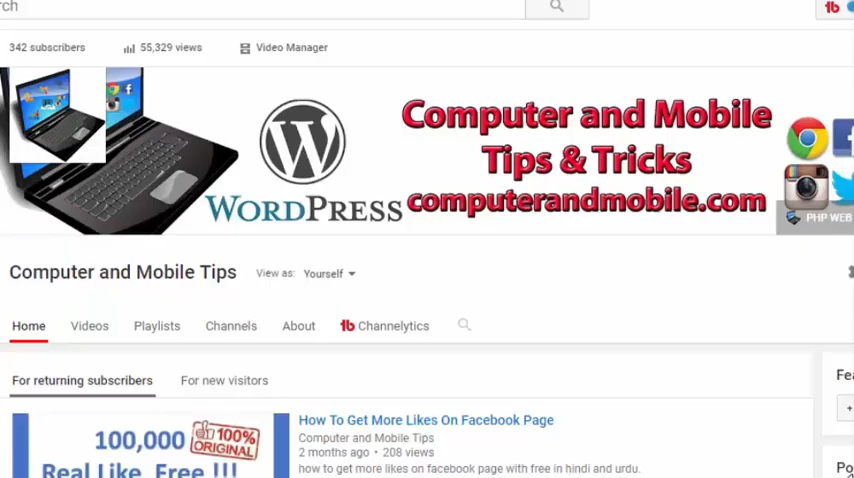 342 subscribers 55,329 views Video Manager
Computer and Mobile
Tips & Tricks
computerandmobile.com
WORDPRESS
PHP WEB
Computer and Mobile Tips View as: Yourself
Home Videos Playlists Channels About Channelytics
For returning subscribers For new visitors
How To Get More Likes On Facebook Page
Computer and Mobile Tips
2 months ago • 208 views
how to get more likes on facebook page with free in hindi and urdu.
100,000 100% ORIGINAL
Real Like, Free !!!